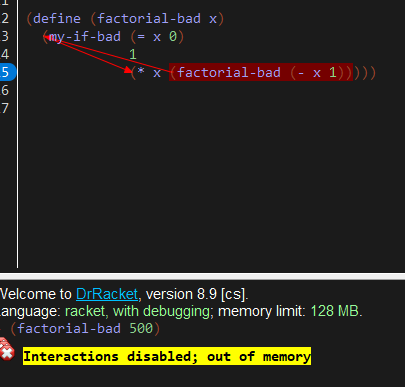 2 (define (factorial-bad x)
3 (my-if-bad (= x 0)
4 1
5 (* x (factorial-bad (- x 1)))))
6
7
Welcome to DrRacket, version 8.9 [cs].
Language: racket, with debugging; memory limit: 128 MB.
(factorial-bad 500)
Interactions disabled; out of memory